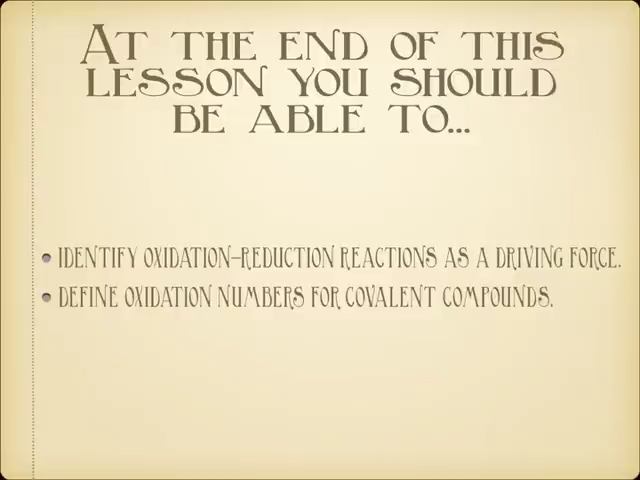 At the end of this
lesson you should
be able to...
• Identify oxidation-reduction reactions as a driving force.
• Define oxidation numbers for covalent compounds.